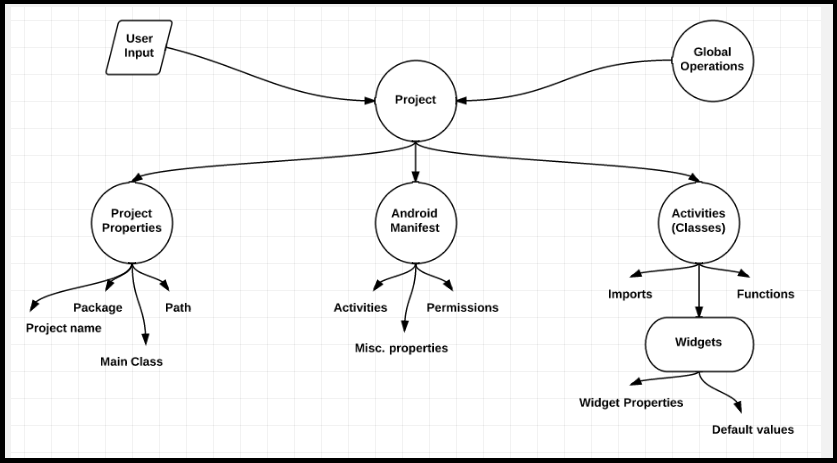 User
Input
Global
Operations
Project
Project
Properties
Android
Manifest
Activities
(Classes)
Package
Path
Project name
Main Class
Activities
Permissions
Misc. properties
Imports
Functions
Widgets
Widget Properties
Default values